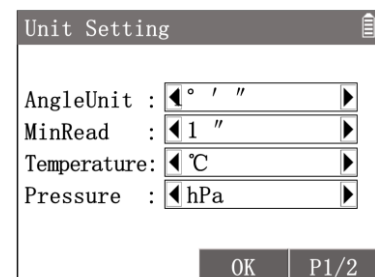 Unit Setting
AngleUnit : ° ′ ″
MinRead : 1 ″
Temperature: ℃
Pressure : hPa
OK P1/2